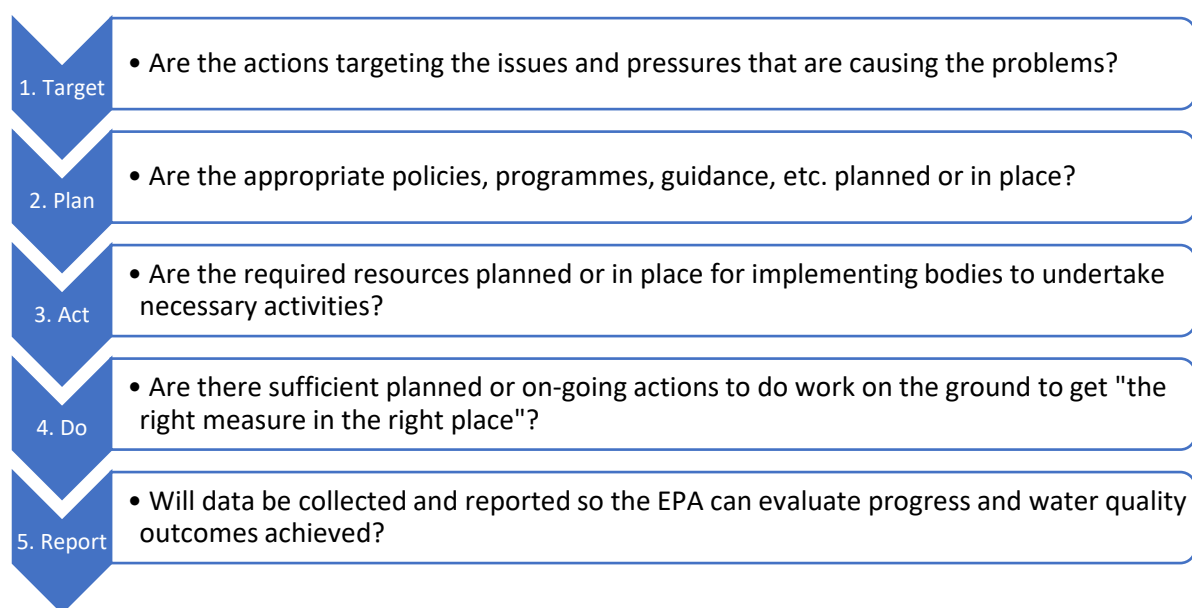 1. Target
• Are the actions targeting the issues and pressures that are causing the problems?
2. Plan
• Are the appropriate policies, programmes, guidance, etc. planned or in place?
3. Act
• Are the required resources planned or in place for implementing bodies to undertake
necessary activities?
4. Do
• Are there sufficient planned or on-going actions to do work on the ground to get "the
right measure in the right place"?
5. Report
• Will data be collected and reported so the EPA can evaluate progress and water quality
outcomes achieved?